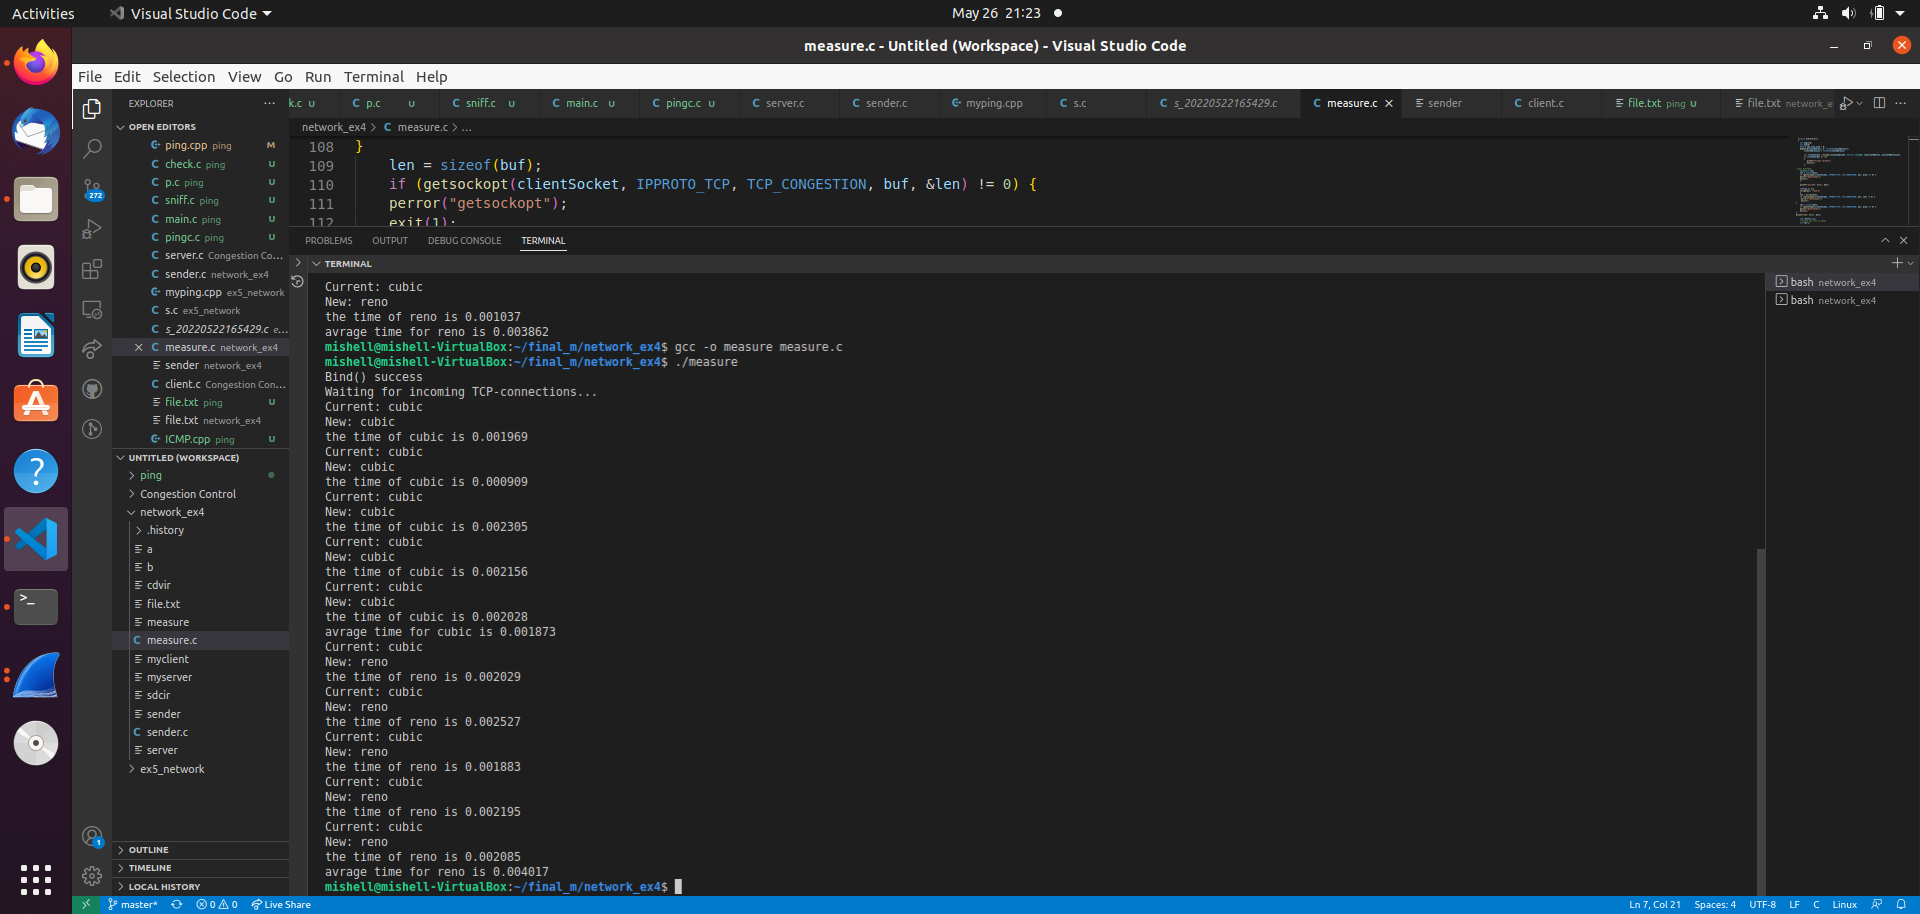 Activities
Visual Studio Code
May 26 21:23
measure.c - Untitled (Workspace) - Visual Studio Code
File Edit Selection View Go Run Terminal Help
EXPLORER
k.c U
C p.c U
C sniff.c U
C main.c U
C pingc.c U
C server.c
C sender.c
myping.cpp
C s.c
C s_20220522165429.c
C measure.c
sender
C client.c
file.txt ping U
file.txt network_e
OPEN EDITORS
ping.cpp ping M
C check.c ping U
C p.c ping U
C sniff.c ping U
C main.c ping U
C pingc.c ping U
C server.c Congestion Co...
C sender.c network_ex4
myping.cpp ex5_network
C s.c ex5_network
C s_20220522165429.c e...
C measure.c network_ex4
sender network_ex4
C client.c Congestion Con...
file.txt ping U
file.txt network_ex4
ICMP.cpp ping U
272
UNTITLED (WORKSPACE)
ping
Congestion Control
network_ex4
.history
a
b
cdvir
file.txt
measure
C measure.c
myclient
myserver
sdcir
sender
C sender.c
server
ex5_network
OUTLINE
TIMELINE
LOCAL HISTORY
1
network_ex4 > C measure.c > ...
108 }
109 len = sizeof(buf);
110 if (getsockopt(clientSocket, IPPROTO_TCP, TCP_CONGESTION, buf, &len) != 0) {
111 perror("getsockopt");
112 exit(1);
PROBLEMS OUTPUT DEBUG CONSOLE TERMINAL
TERMINAL
Current: cubic
New: reno
the time of reno is 0.001037
avrage time for reno is 0.003862
mishell@mishell-VirtualBox:~/final_m/network_ex4$ gcc -o measure measure.c
mishell@mishell-VirtualBox:~/final_m/network_ex4$ ./measure
Bind() success
Waiting for incoming TCP-connections...
Current: cubic
New: cubic
the time of cubic is 0.001969
Current: cubic
New: cubic
the time of cubic is 0.000909
Current: cubic
New: cubic
the time of cubic is 0.002305
Current: cubic
New: cubic
the time of cubic is 0.002156
Current: cubic
New: cubic
the time of cubic is 0.002028
avrage time for cubic is 0.001873
Current: cubic
New: reno
the time of reno is 0.002029
Current: cubic
New: reno
the time of reno is 0.002527
Current: cubic
New: reno
the time of reno is 0.001883
Current: cubic
New: reno
the time of reno is 0.002195
Current: cubic
New: reno
the time of reno is 0.002085
avrage time for reno is 0.004017
mishell@mishell-VirtualBox:~/final_m/network_ex4$
bash network_ex4
bash network_ex4
master* 0 0 Live Share
Ln 7, Col 21 Spaces: 4 UTF-8 LF C Linux